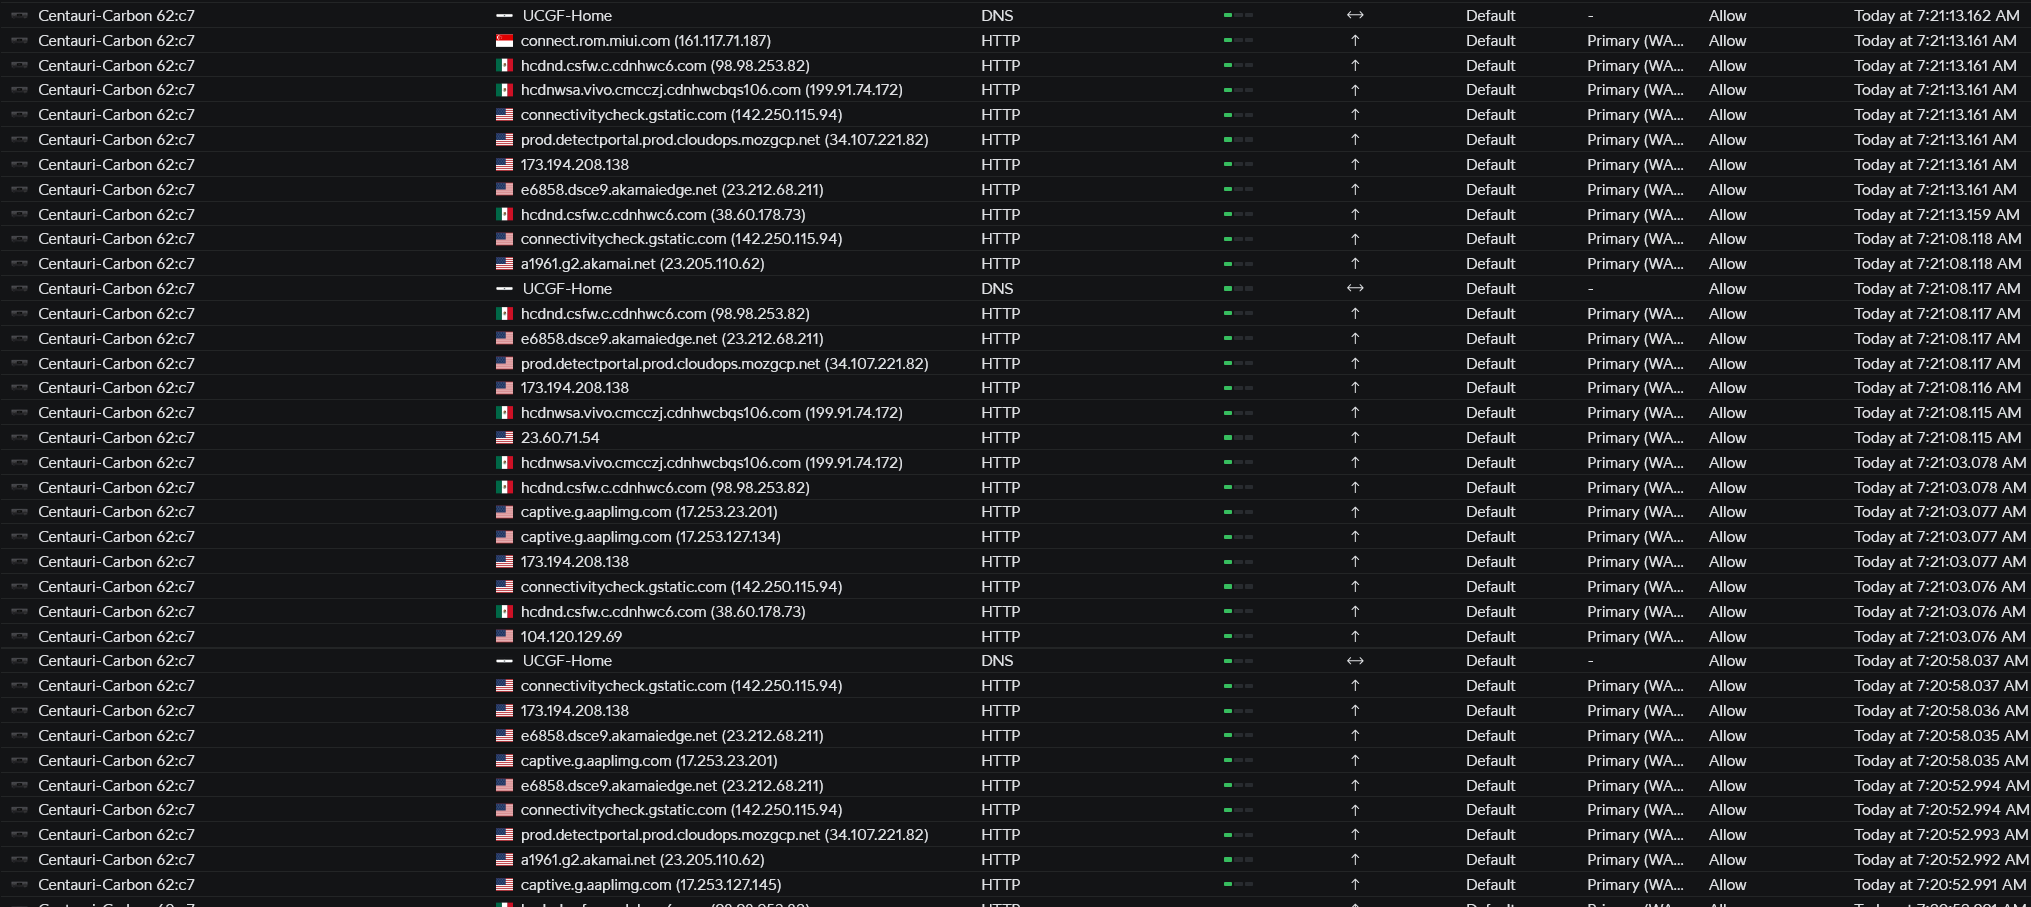 Centauri-Carbon 62:c7 UCGF-Home DNS Default - Allow Today at 7:21:13.162 AM
Centauri-Carbon 62:c7 connect.rom.miui.com (161.117.71.187) HTTP Default Primary (WA... Allow Today at 7:21:13.161 AM
Centauri-Carbon 62:c7 hcdnd.csfw.c.cdnhwc6.com (98.98.253.82) HTTP Default Primary (WA... Allow Today at 7:21:13.161 AM
Centauri-Carbon 62:c7 hcdnwsa.vivo.cmcczj.cdnhwcbqs106.com (199.91.74.172) HTTP Default Primary (WA... Allow Today at 7:21:13.161 AM
Centauri-Carbon 62:c7 connectivitycheck.gstatic.com (142.250.115.94) HTTP Default Primary (WA... Allow Today at 7:21:13.161 AM
Centauri-Carbon 62:c7 prod.detectportal.prod.cloudops.mozgcp.net (34.107.221.82) HTTP Default Primary (WA... Allow Today at 7:21:13.161 AM
Centauri-Carbon 62:c7 173.194.208.138 HTTP Default Primary (WA... Allow Today at 7:21:13.161 AM
Centauri-Carbon 62:c7 e6858.dsce9.akamaiedge.net (23.212.68.211) HTTP Default Primary (WA... Allow Today at 7:21:13.161 AM
Centauri-Carbon 62:c7 hcdnd.csfw.c.cdnhwc6.com (38.60.178.73) HTTP Default Primary (WA... Allow Today at 7:21:13.159 AM
Centauri-Carbon 62:c7 connectivitycheck.gstatic.com (142.250.115.94) HTTP Default Primary (WA... Allow Today at 7:21:08.118 AM
Centauri-Carbon 62:c7 a1961.g2.akamai.net (23.205.110.62) HTTP Default Primary (WA... Allow Today at 7:21:08.118 AM
Centauri-Carbon 62:c7 UCGF-Home DNS Default - Allow Today at 7:21:08.117 AM
Centauri-Carbon 62:c7 hcdnd.csfw.c.cdnhwc6.com (98.98.253.82) HTTP Default Primary (WA... Allow Today at 7:21:08.117 AM
Centauri-Carbon 62:c7 e6858.dsce9.akamaiedge.net (23.212.68.211) HTTP Default Primary (WA... Allow Today at 7:21:08.117 AM
Centauri-Carbon 62:c7 prod.detectportal.prod.cloudops.mozgcp.net (34.107.221.82) HTTP Default Primary (WA... Allow Today at 7:21:08.117 AM
Centauri-Carbon 62:c7 173.194.208.138 HTTP Default Primary (WA... Allow Today at 7:21:08.116 AM
Centauri-Carbon 62:c7 hcdnwsa.vivo.cmcczj.cdnhwcbqs106.com (199.91.74.172) HTTP Default Primary (WA... Allow Today at 7:21:08.115 AM
Centauri-Carbon 62:c7 23.60.71.54 HTTP Default Primary (WA... Allow Today at 7:21:08.115 AM
Centauri-Carbon 62:c7 hcdnwsa.vivo.cmcczj.cdnhwcbqs106.com (199.91.74.172) HTTP Default Primary (WA... Allow Today at 7:21:03.078 AM
Centauri-Carbon 62:c7 hcdnd.csfw.c.cdnhwc6.com (98.98.253.82) HTTP Default Primary (WA... Allow Today at 7:21:03.078 AM
Centauri-Carbon 62:c7 captive.g.aaplimg.com (17.253.23.201) HTTP Default Primary (WA... Allow Today at 7:21:03.077 AM
Centauri-Carbon 62:c7 captive.g.aaplimg.com (17.253.127.134) HTTP Default Primary (WA... Allow Today at 7:21:03.077 AM
Centauri-Carbon 62:c7 173.194.208.138 HTTP Default Primary (WA... Allow Today at 7:21:03.077 AM
Centauri-Carbon 62:c7 connectivitycheck.gstatic.com (142.250.115.94) HTTP Default Primary (WA... Allow Today at 7:21:03.076 AM
Centauri-Carbon 62:c7 hcdnd.csfw.c.cdnhwc6.com (38.60.178.73) HTTP Default Primary (WA... Allow Today at 7:21:03.076 AM
Centauri-Carbon 62:c7 104.120.129.69 HTTP Default Primary (WA... Allow Today at 7:21:03.076 AM
Centauri-Carbon 62:c7 UCGF-Home DNS Default - Allow Today at 7:20:58.037 AM
Centauri-Carbon 62:c7 connectivitycheck.gstatic.com (142.250.115.94) HTTP Default Primary (WA... Allow Today at 7:20:58.037 AM
Centauri-Carbon 62:c7 173.194.208.138 HTTP Default Primary (WA... Allow Today at 7:20:58.036 AM
Centauri-Carbon 62:c7 e6858.dsce9.akamaiedge.net (23.212.68.211) HTTP Default Primary (WA... Allow Today at 7:20:58.035 AM
Centauri-Carbon 62:c7 captive.g.aaplimg.com (17.253.23.201) HTTP Default Primary (WA... Allow Today at 7:20:58.035 AM
Centauri-Carbon 62:c7 e6858.dsce9.akamaiedge.net (23.212.68.211) HTTP Default Primary (WA... Allow Today at 7:20:52.994 AM
Centauri-Carbon 62:c7 connectivitycheck.gstatic.com (142.250.115.94) HTTP Default Primary (WA... Allow Today at 7:20:52.994 AM
Centauri-Carbon 62:c7 prod.detectportal.prod.cloudops.mozgcp.net (34.107.221.82) HTTP Default Primary (WA... Allow Today at 7:20:52.993 AM
Centauri-Carbon 62:c7 a1961.g2.akamai.net (23.205.110.62) HTTP Default Primary (WA... Allow Today at 7:20:52.992 AM
Centauri-Carbon 62:c7 captive.g.aaplimg.com (17.253.127.145) HTTP Default Primary (WA... Allow Today at 7:20:52.991 AM